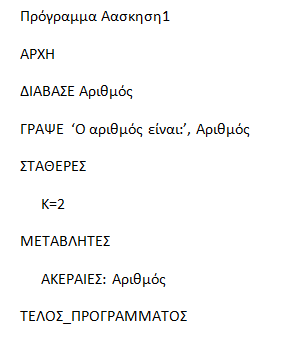 Πρόγραμμα Αασκηση1
ΑΡΧΗ
ΔΙΑΒΑΣΕ Αριθμός
ΓΡΑΨΕ ‘Ο αριθμός είναι:’, Αριθμός
ΣΤΑΘΕΡΕΣ
Κ=2
ΜΕΤΑΒΛΗΤΕΣ
ΑΚΕΡΑΙΕΣ: Αριθμός
ΤΕΛΟΣ_ΠΡΟΓΡΑΜΜΑΤΟΣ